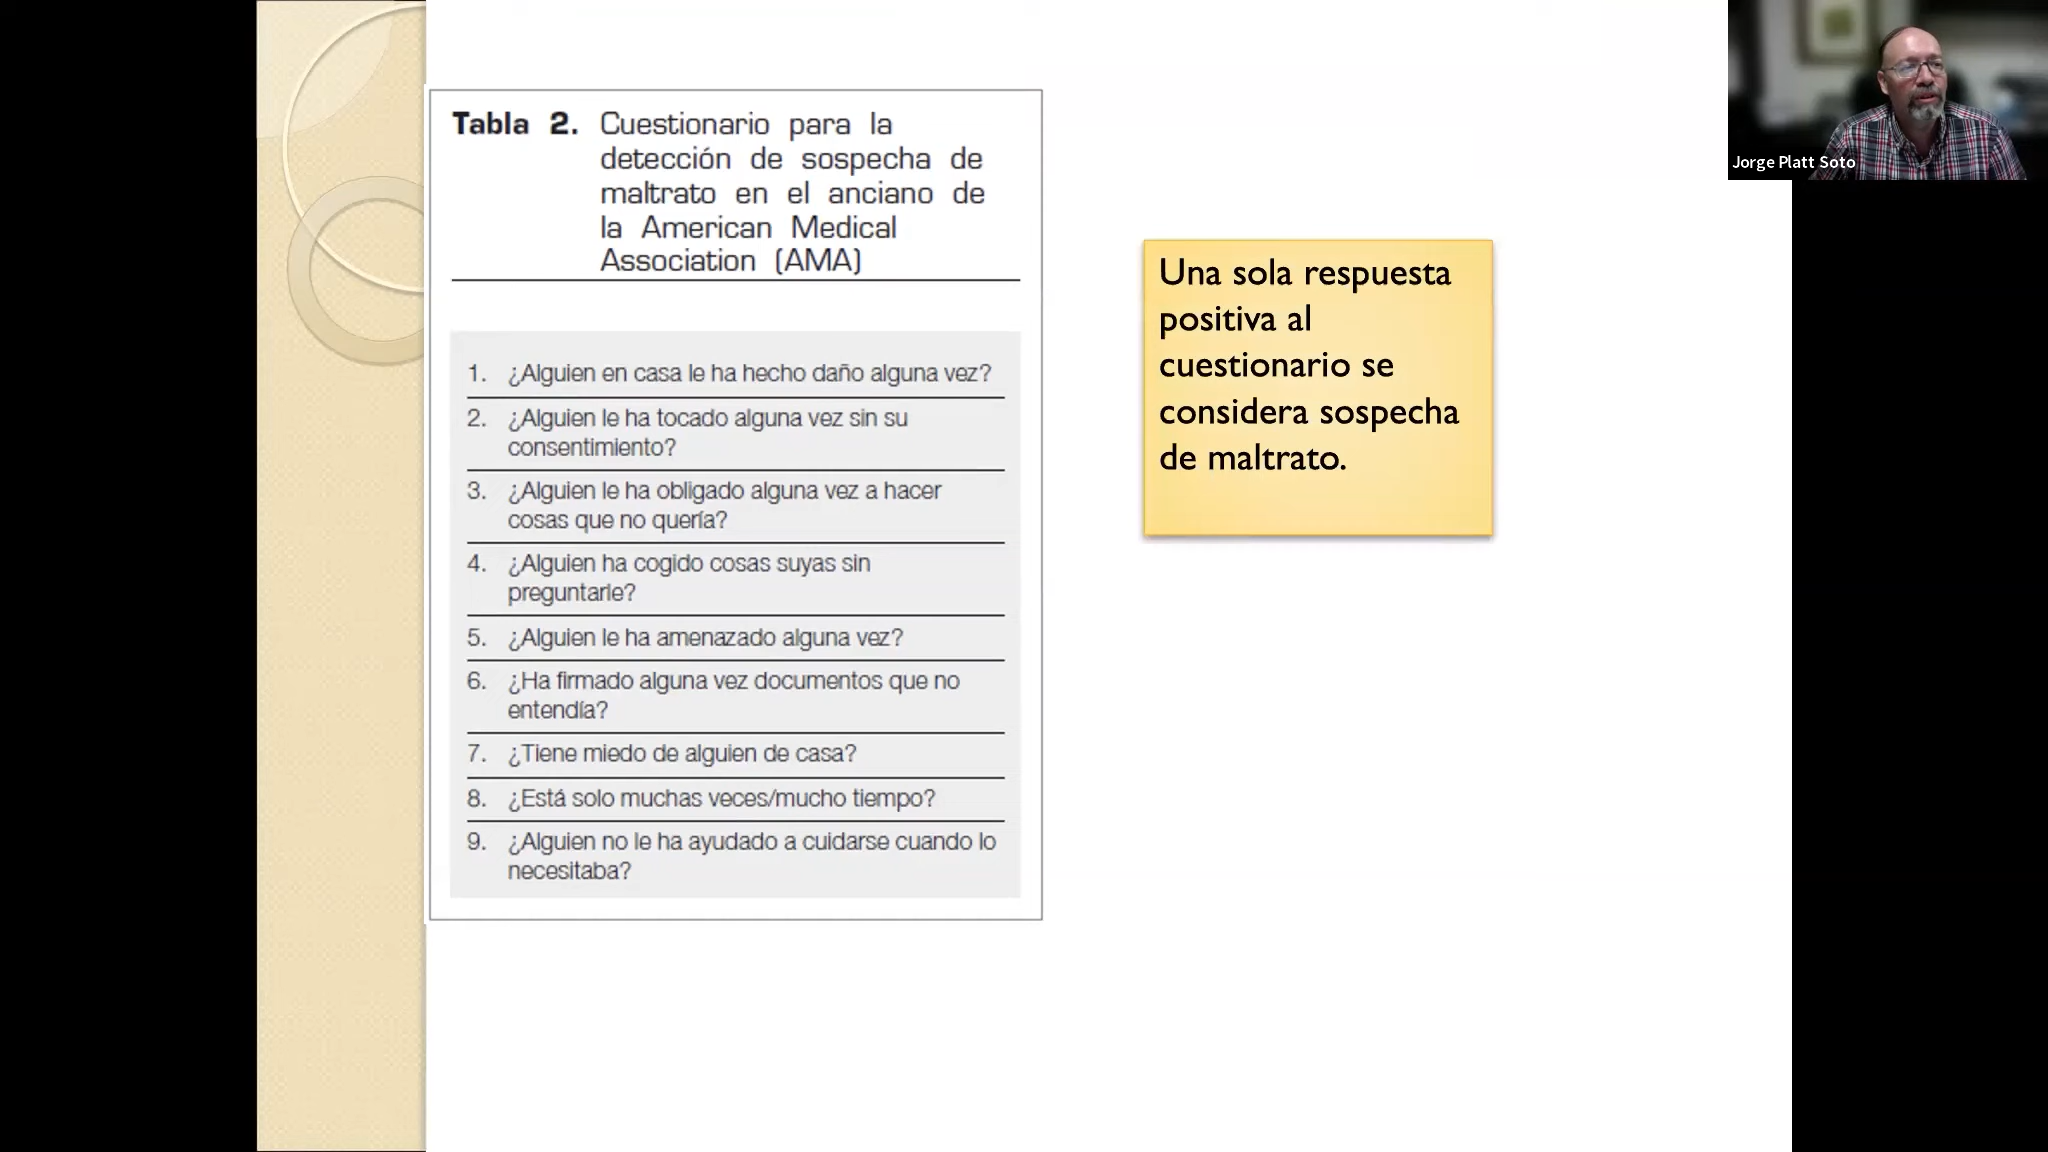 Tabla 2. Cuestionario para la
detección de sospecha de
maltrato en el anciano de
la American Medical
Association (AMA)
1. ¿Alguien en casa le ha hecho daño alguna vez?
2. ¿Alguien le ha tocado alguna vez sin su
consentimiento?
3. ¿Alguien le ha obligado alguna vez a hacer
cosas que no quería?
4. ¿Alguien ha cogido cosas suyas sin
preguntarle?
5. ¿Alguien le ha amenazado alguna vez?
6. ¿Ha firmado alguna vez documentos que no
entendía?
7. ¿Tiene miedo de alguien de casa?
8. ¿Está solo muchas veces/mucho tiempo?
9. ¿Alguien no le ha ayudado a cuidarse cuando lo
necesitaba?
Una sola respuesta
positiva al
cuestionario se
considera sospecha
de maltrato.
Jorge Platt Soto